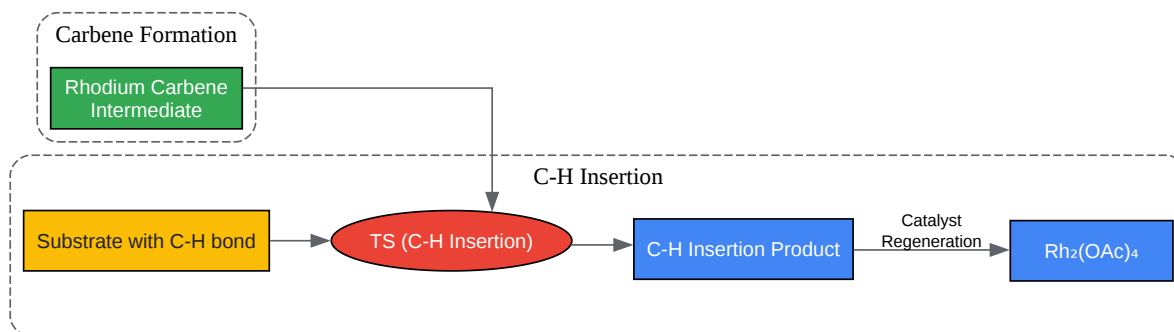 Carbene Formation
Rhodium Carbene
Intermediate
C-H Insertion
Substrate with C-H bond
TS (C-H Insertion)
C-H Insertion Product
Catalyst
Regeneration
Rh₂(OAc)₄